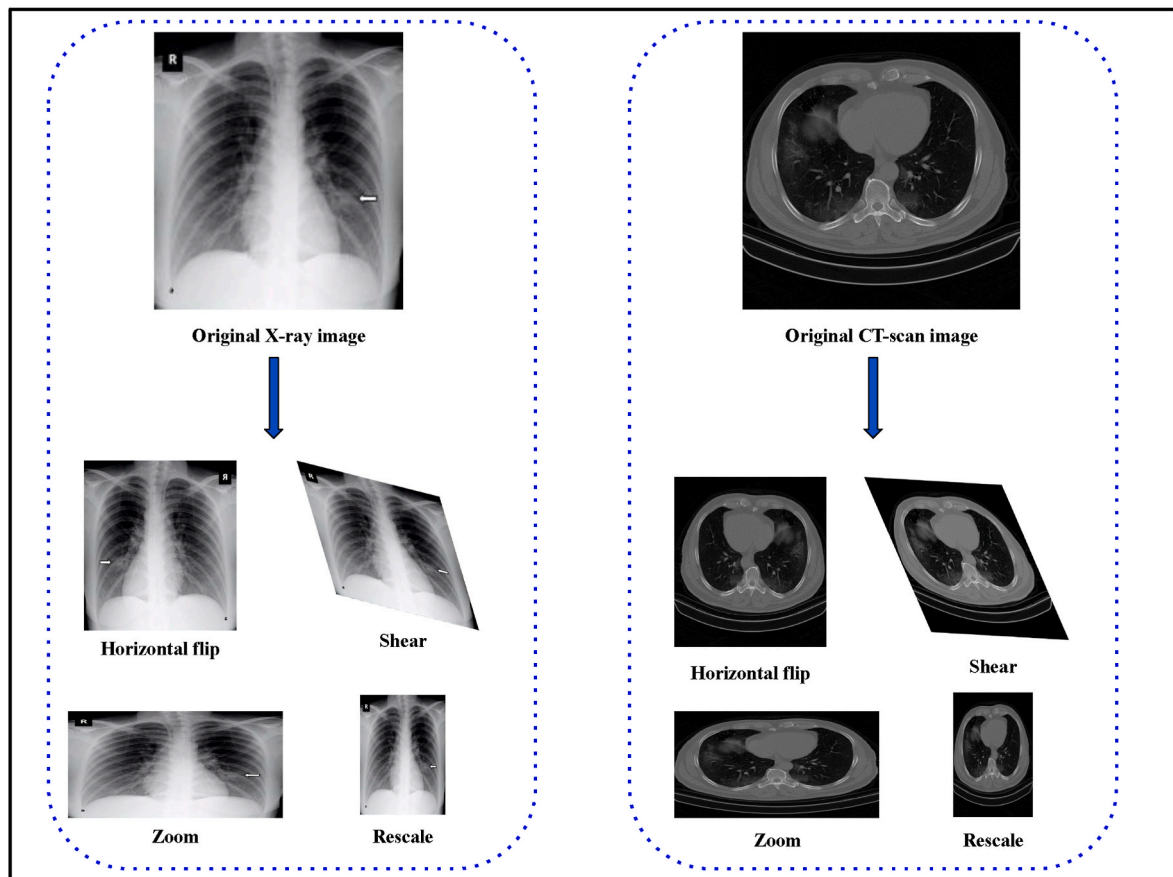 R
Original X-ray image
R
R
Horizontal flip
Shear
R
R
Zoom
Rescale
Original CT-scan image
Horizontal flip
Shear
Zoom
Rescale